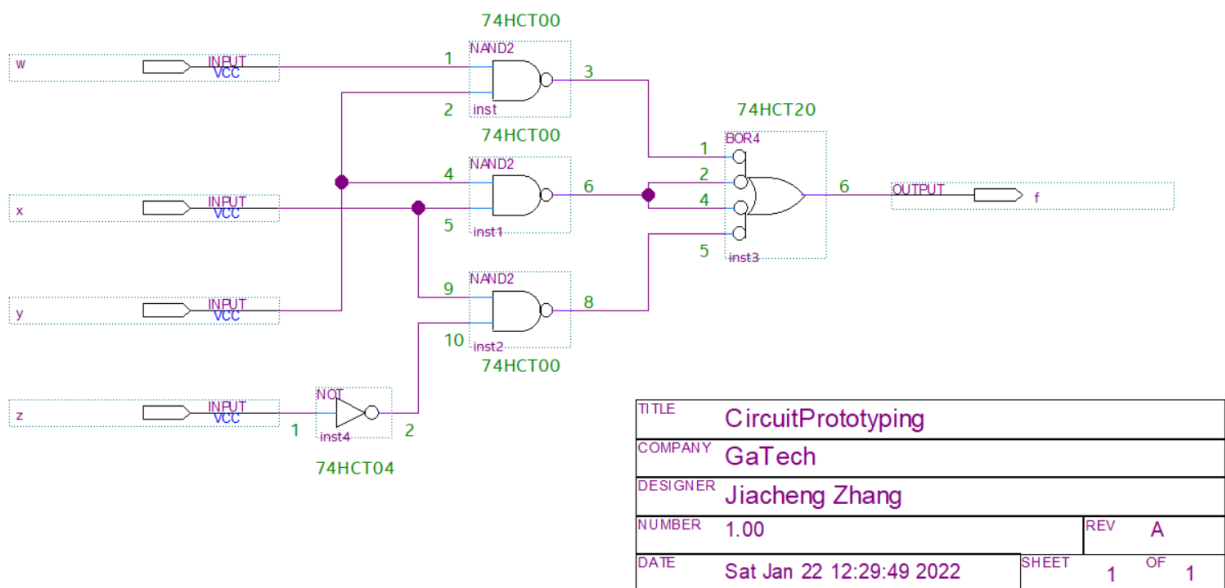 74HCT00
w INPUT VCC 1 NAND2 3
2 inst
74HCT00
74HCT20
BOR4
4 NAND2 6 1
2 6 OUTPUT f
x INPUT VCC 5 inst1 4
5 inst3
9 NAND2 8
y INPUT VCC
10 inst2
74HCT00
z INPUT VCC 1 NOT 2
inst4
74HCT04
TITLE CircuitPrototyping
COMPANY GaTech
DESIGNER Jiacheng Zhang
NUMBER 1.00 REV A
DATE Sat Jan 22 12:29:49 2022 SHEET 1 OF 1